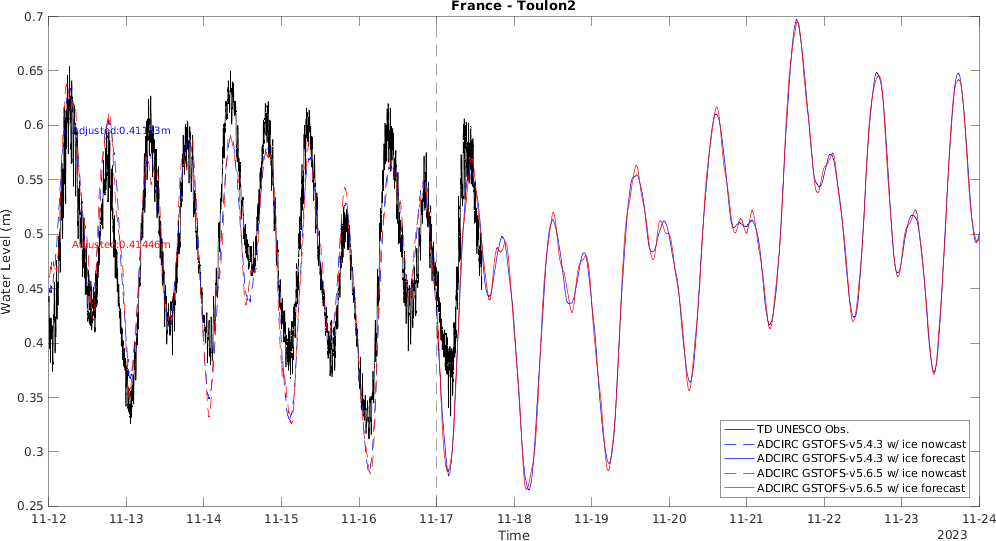 France - Toulon2
0.7
0.65
0.6
0.55
0.5
0.45
0.4
0.35
0.3
0.25
Water Level (m)
Adjusted:0.41446m
11-12
11-13
11-14
11-15
11-16
11-17
11-18
11-19
11-20
11-21
11-22
11-23
11-24
Time
2023
TD UNESCO Obs.
ADCIRC GSTOFS-v5.4.3 w/ ice nowcast
ADCIRC GSTOFS-v5.4.3 w/ ice forecast
ADCIRC GSTOFS-v5.6.5 w/ ice nowcast
ADCIRC GSTOFS-v5.6.5 w/ ice forecast